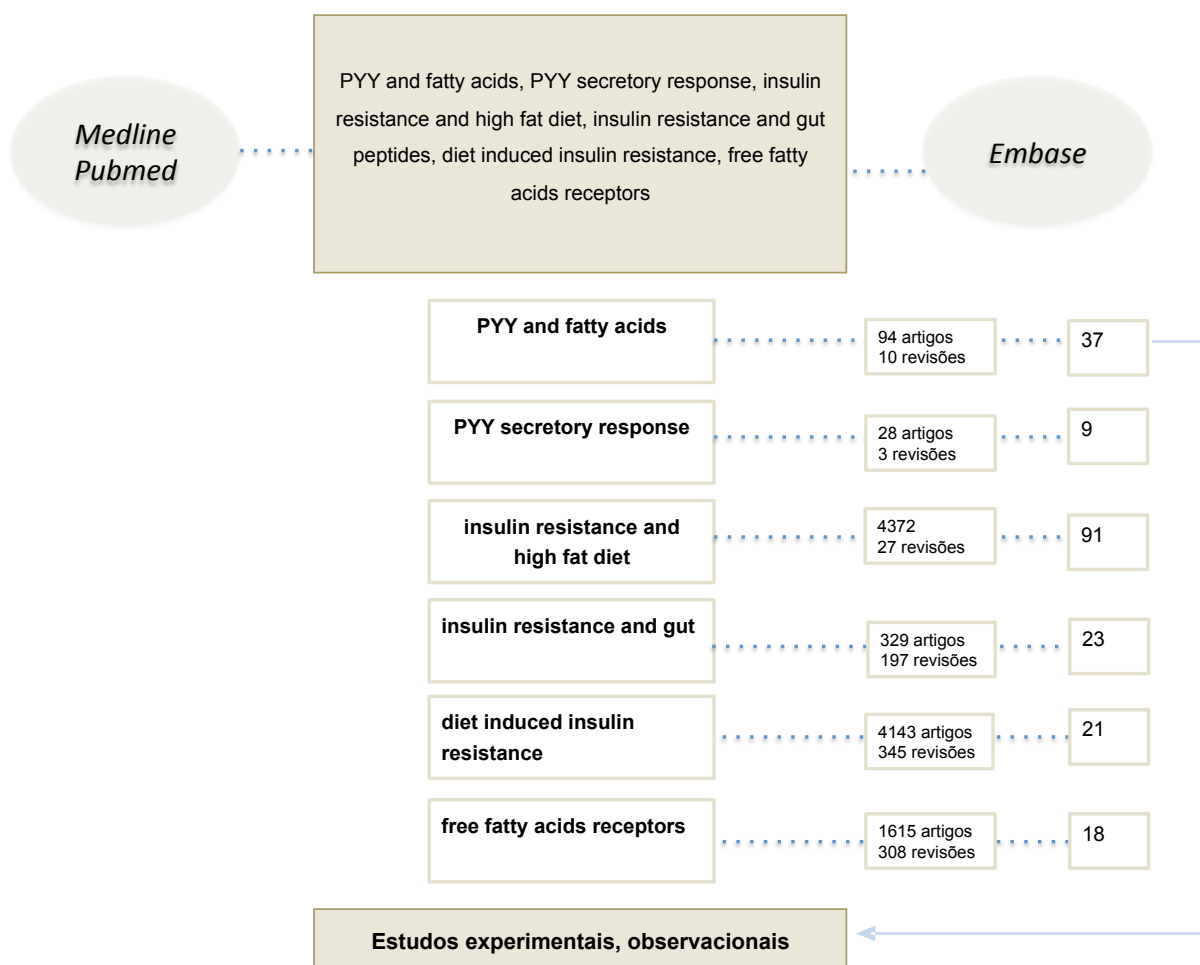 Medline
Pubmed
PYY and fatty acids, PYY secretory response, insulin
resistance and high fat diet, insulin resistance and gut
peptides, diet induced insulin resistance, free fatty
acids receptors
Embase
PYY and fatty acids
94 artigos
10 revisões
37
PYY secretory response
28 artigos
3 revisões
9
insulin resistance and
high fat diet
4372
27 revisões
91
insulin resistance and gut
329 artigos
197 revisões
23
diet induced insulin
resistance
4143 artigos
345 revisões
21
free fatty acids receptors
1615 artigos
308 revisões
18
Estudos experimentais, observacionais